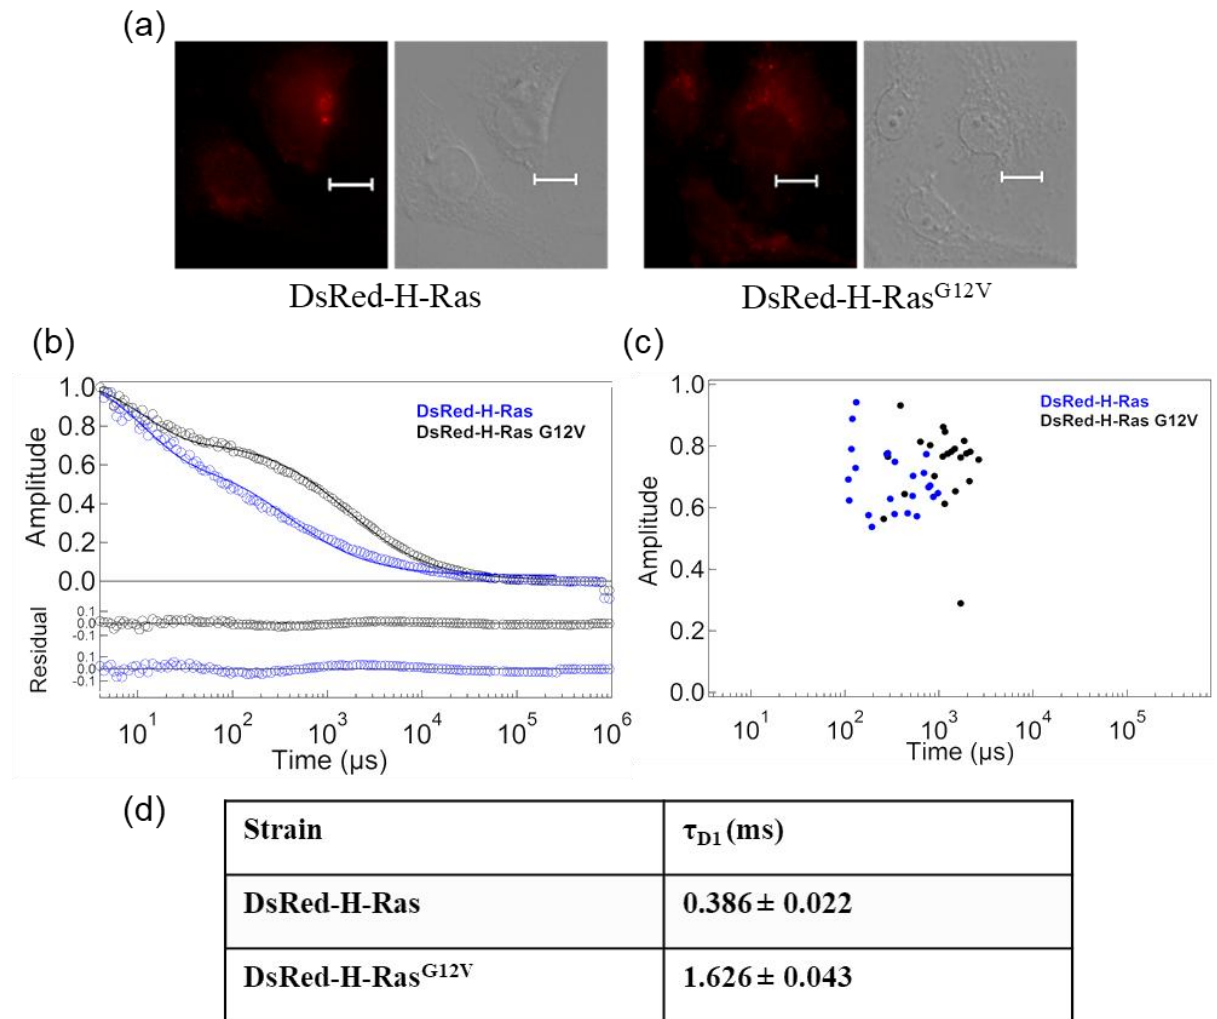 (a)
DsRed-H-Ras
DsRed-H-Ras^G12V
(b)
(c)
1.0
0.8
0.6
0.4
0.2
0.0
Amplitude
DsRed-H-Ras
DsRed-H-Ras G12V
0.1
0.0
-0.1
0.1
0.0
-0.1
Residual
10^1 10^2 10^3 10^4 10^5 10^6
Time (µs)
1.0
0.8
0.6
0.4
0.2
0.0
Amplitude
DsRed-H-Ras
DsRed-H-Ras G12V
10^1 10^2 10^3 10^4 10^5
Time (µs)
(d)
Strain τD1 (ms)
DsRed-H-Ras 0.386 ± 0.022
DsRed-H-Ras^G12V 1.626 ± 0.043